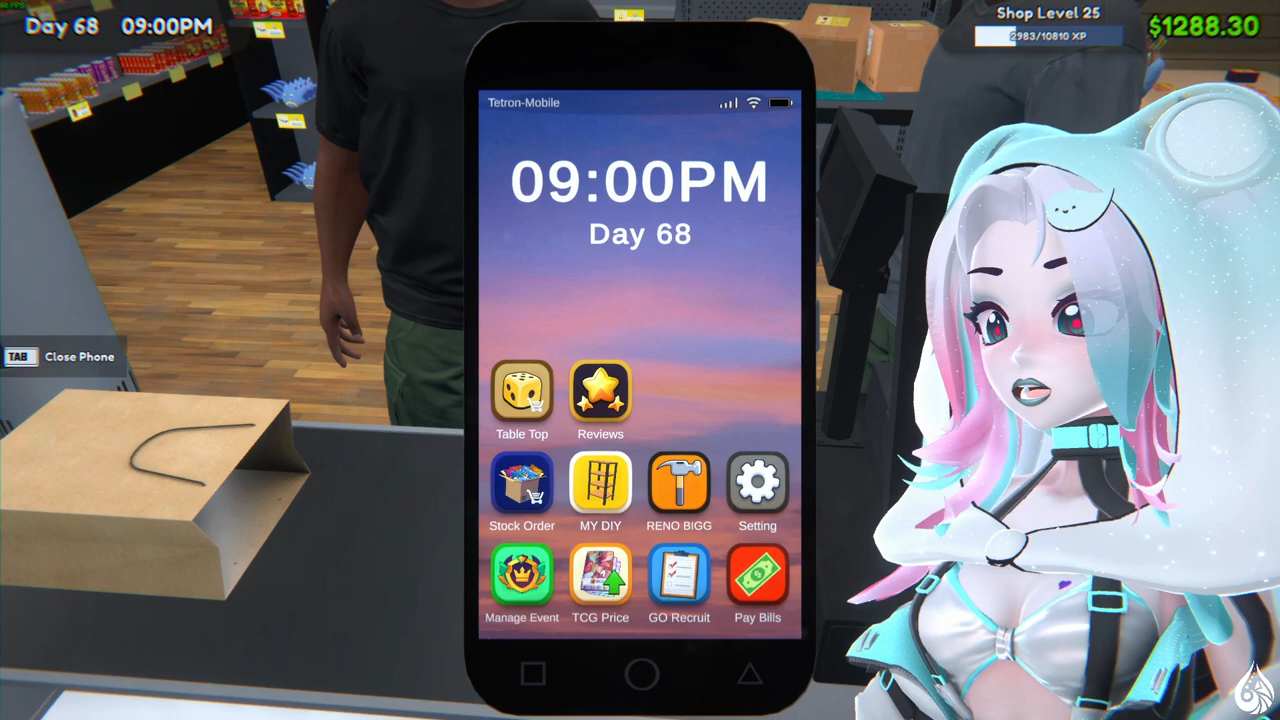 60 FPS
Day 68 09:00PM
Shop Level 25
2983/10810 XP
$1288.30
Tetron-Mobile
09:00PM
Day 68
TAB Close Phone
Table Top Reviews
Stock Order MY DIY RENO BIGG Setting
Manage Event TCG Price GO Recruit Pay Bills